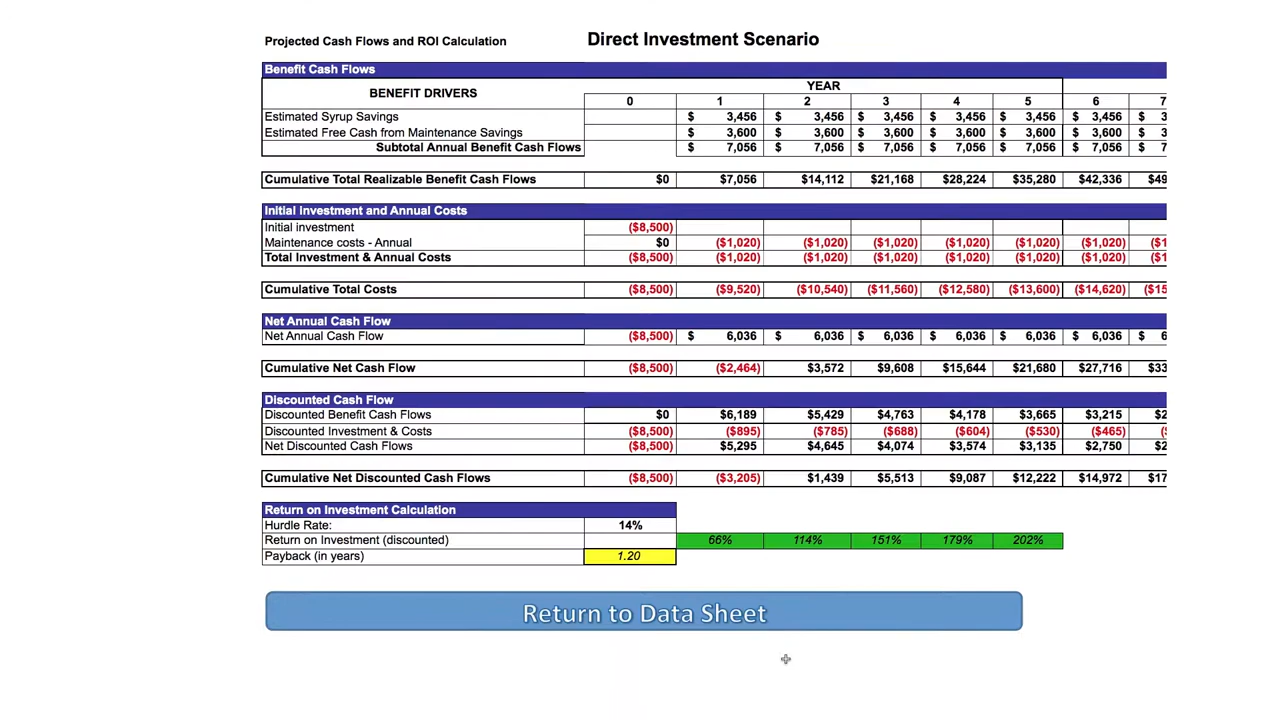 Projected Cash Flows and ROI Calculation Direct Investment Scenario
Benefit Cash Flows
BENEFIT DRIVERS YEAR
0 1 2 3 4 5 6 7
Estimated Syrup Savings $ 3,456 $ 3,456 $ 3,456 $ 3,456 $ 3,456 $ 3,456 $ 3
Estimated Free Cash from Maintenance Savings $ 3,600 $ 3,600 $ 3,600 $ 3,600 $ 3,600 $ 3,600 $ 3
Subtotal Annual Benefit Cash Flows $ 7,056 $ 7,056 $ 7,056 $ 7,056 $ 7,056 $ 7,056 $ 7
Cumulative Total Realizable Benefit Cash Flows $0 $7,056 $14,112 $21,168 $28,224 $35,280 $42,336 $49
Initial Investment and Annual Costs
Initial investment ($8,500)
Maintenance costs - Annual $0 ($1,020) ($1,020) ($1,020) ($1,020) ($1,020) ($1,020) ($1
Total Investment & Annual Costs ($8,500) ($1,020) ($1,020) ($1,020) ($1,020) ($1,020) ($1,020) ($1
Cumulative Total Costs ($8,500) ($9,520) ($10,540) ($11,560) ($12,580) ($13,600) ($14,620) ($15
Net Annual Cash Flow
Net Annual Cash Flow ($8,500) $ 6,036 $ 6,036 $ 6,036 $ 6,036 $ 6,036 $ 6,036 $ 6
Cumulative Net Cash Flow ($8,500) ($2,464) $3,572 $9,608 $15,644 $21,680 $27,716 $33
Discounted Cash Flow
Discounted Benefit Cash Flows $0 $6,189 $5,429 $4,763 $4,178 $3,665 $3,215 $2
Discounted Investment & Costs ($8,500) ($895) ($785) ($688) ($604) ($530) ($465) (
Net Discounted Cash Flows ($8,500) $5,295 $4,645 $4,074 $3,574 $3,135 $2,750 $2
Cumulative Net Discounted Cash Flows ($8,500) ($3,205) $1,439 $5,513 $9,087 $12,222 $14,972 $17
Return on Investment Calculation
Hurdle Rate: 14%
Return on Investment (discounted) 66% 114% 151% 179% 202%
Payback (in years) 1.20
Return to Data Sheet